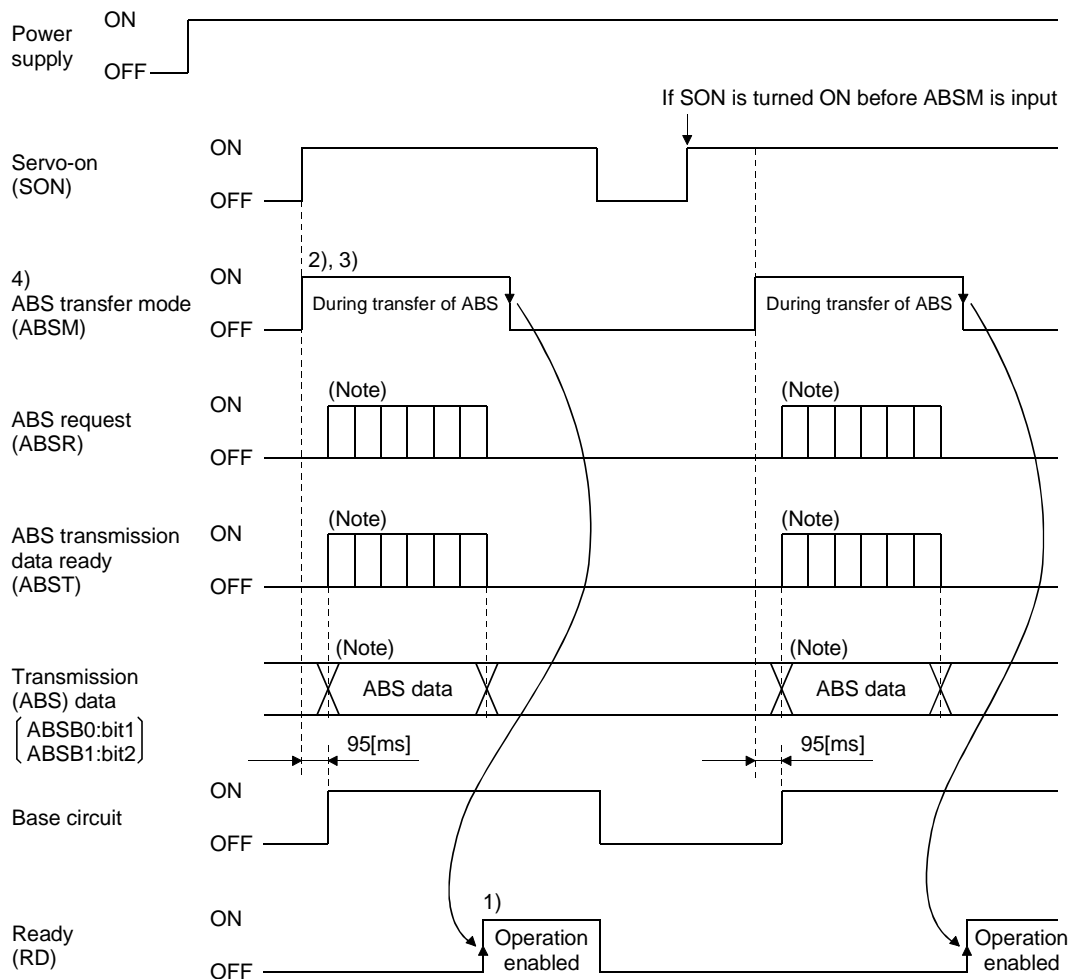 Power
supply
ON
OFF
If SON is turned ON before ABSM is input
Servo-on
(SON)
ON
OFF
4)
ABS transfer mode
(ABSM)
ON
OFF
2), 3)
During transfer of ABS
During transfer of ABS
ABS request
(ABSR)
ON
OFF
(Note)
(Note)
ABS transmission
data ready
(ABST)
ON
OFF
(Note)
(Note)
Transmission
(ABS) data
ABSB0:bit1
ABSB1:bit2
(Note)
ABS data
(Note)
ABS data
95[ms]
95[ms]
Base circuit
ON
OFF
Ready
(RD)
ON
OFF
1)
Operation
enabled
Operation
enabled